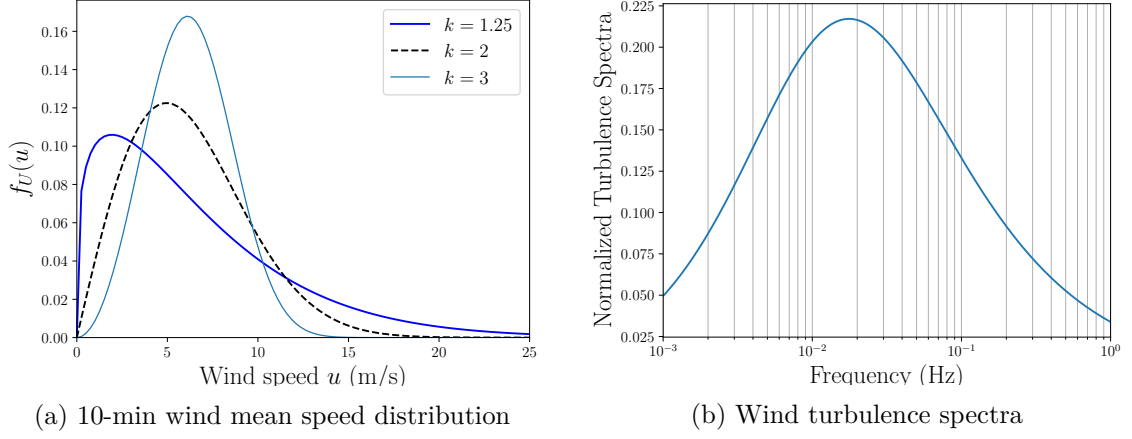 0.16
0.14
0.12
0.10
0.08
0.06
0.04
0.02
0.00
f_U(u)
k = 1.25
k = 2
k = 3
0 5 10 15 20 25
Wind speed u (m/s)
(a) 10-min wind mean speed distribution
0.225
0.200
0.175
0.150
0.125
0.100
0.075
0.050
0.025
Normalized Turbulence Spectra
10⁻³ 10⁻² 10⁻¹ 10⁰
Frequency (Hz)
(b) Wind turbulence spectra